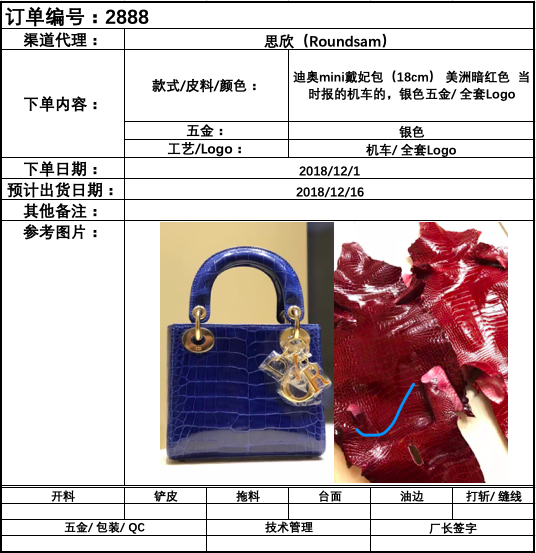 订单编号：2888
渠道代理： 思欣（Roundsam）
下单内容：
款式/皮料/颜色： 迪奥mini戴妃包（18cm） 美洲暗红色 当
时报的机车的，银色五金/ 全套Logo
五金： 银色
工艺/Logo： 机车/ 全套Logo
下单日期： 2018/12/1
预计出货日期： 2018/12/16
其他备注：
参考图片：
开料 铲皮 拖料 台面 油边 打斩/ 缝线
五金/ 包装/ QC 技术管理 厂长签字